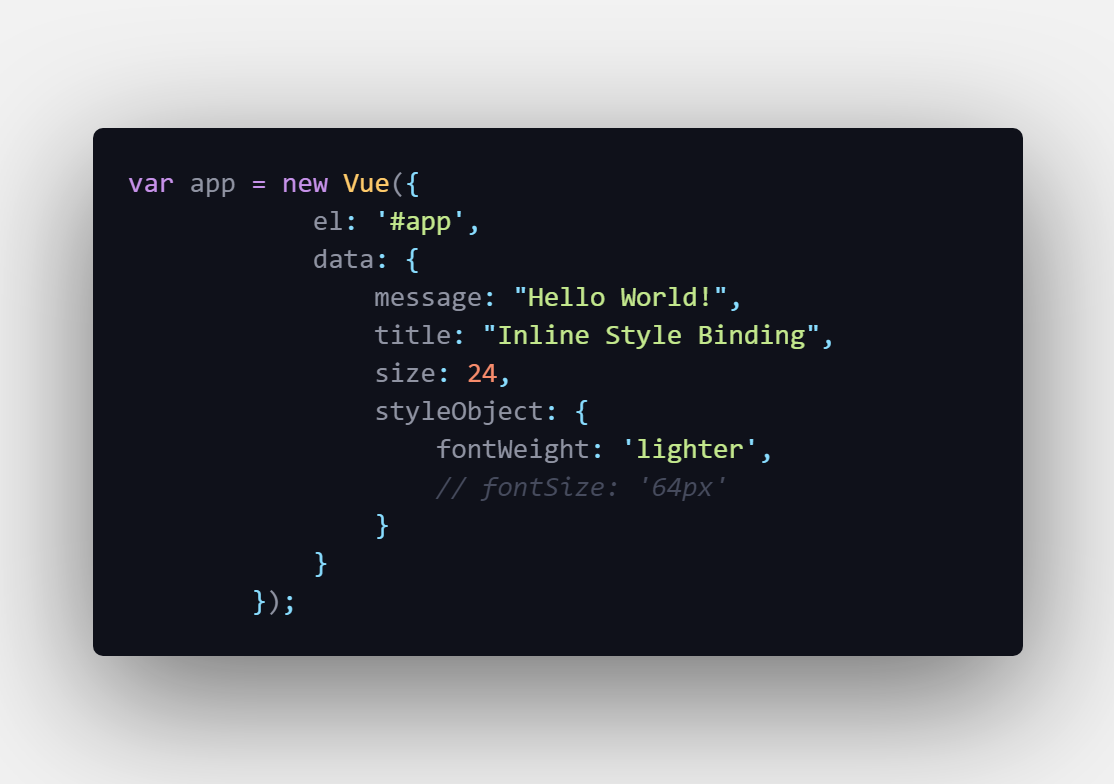 var app = new Vue({
            el: '#app',
            data: {
                message: "Hello World!",
                title: "Inline Style Binding",
                size: 24,
                styleObject: {
                    fontWeight: 'lighter',
                    // fontSize: '64px'
                }
            }
        });